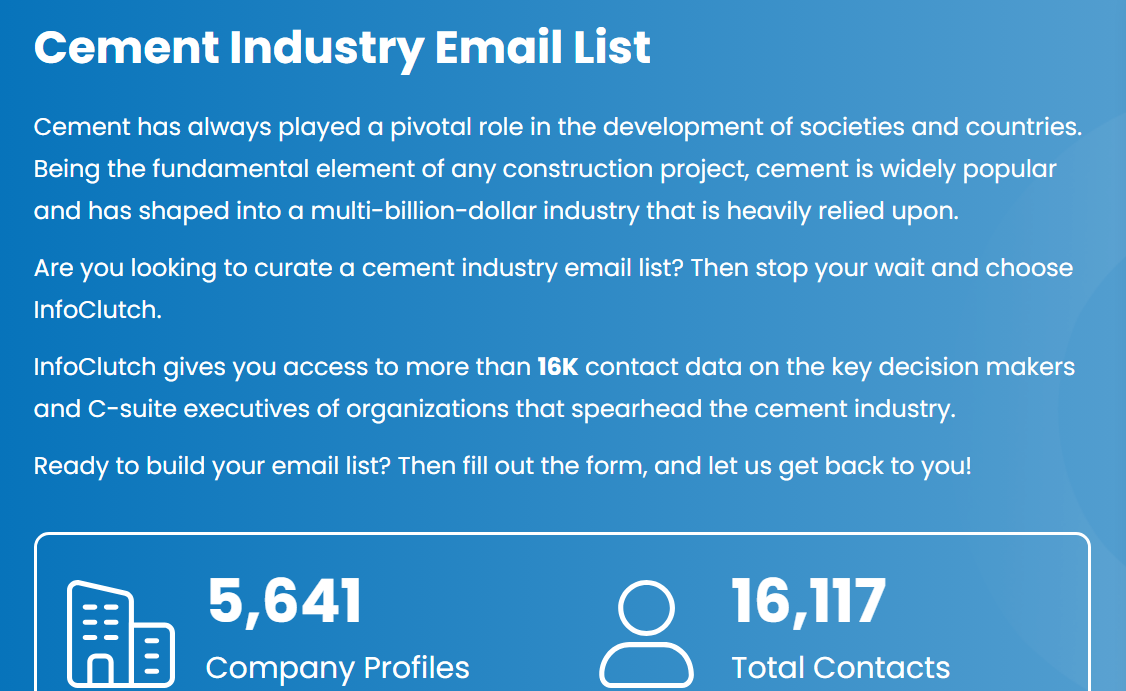 Cement Industry Email List
Cement has always played a pivotal role in the development of societies and countries.
Being the fundamental element of any construction project, cement is widely popular
and has shaped into a multi-billion-dollar industry that is heavily relied upon.
Are you looking to curate a cement industry email list? Then stop your wait and choose
InfoClutch.
InfoClutch gives you access to more than 16K contact data on the key decision makers
and C-suite executives of organizations that spearhead the cement industry.
Ready to build your email list? Then fill out the form, and let us get back to you!
5,641
Company Profiles
16,117
Total Contacts